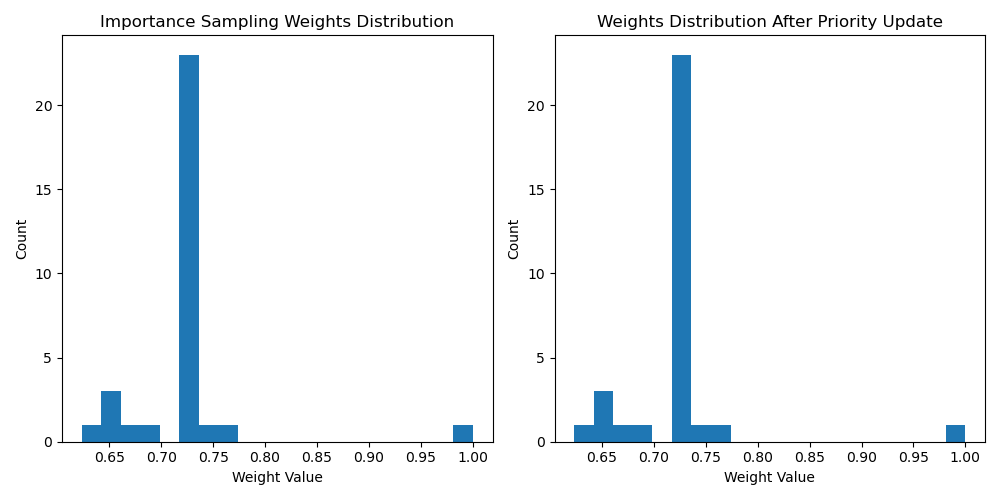 Importance Sampling Weights Distribution
20
15
10
5
0
Count
0.65 0.70 0.75 0.80 0.85 0.90 0.95 1.00
Weight Value
Weights Distribution After Priority Update
20
15
10
5
0
Count
0.65 0.70 0.75 0.80 0.85 0.90 0.95 1.00
Weight Value